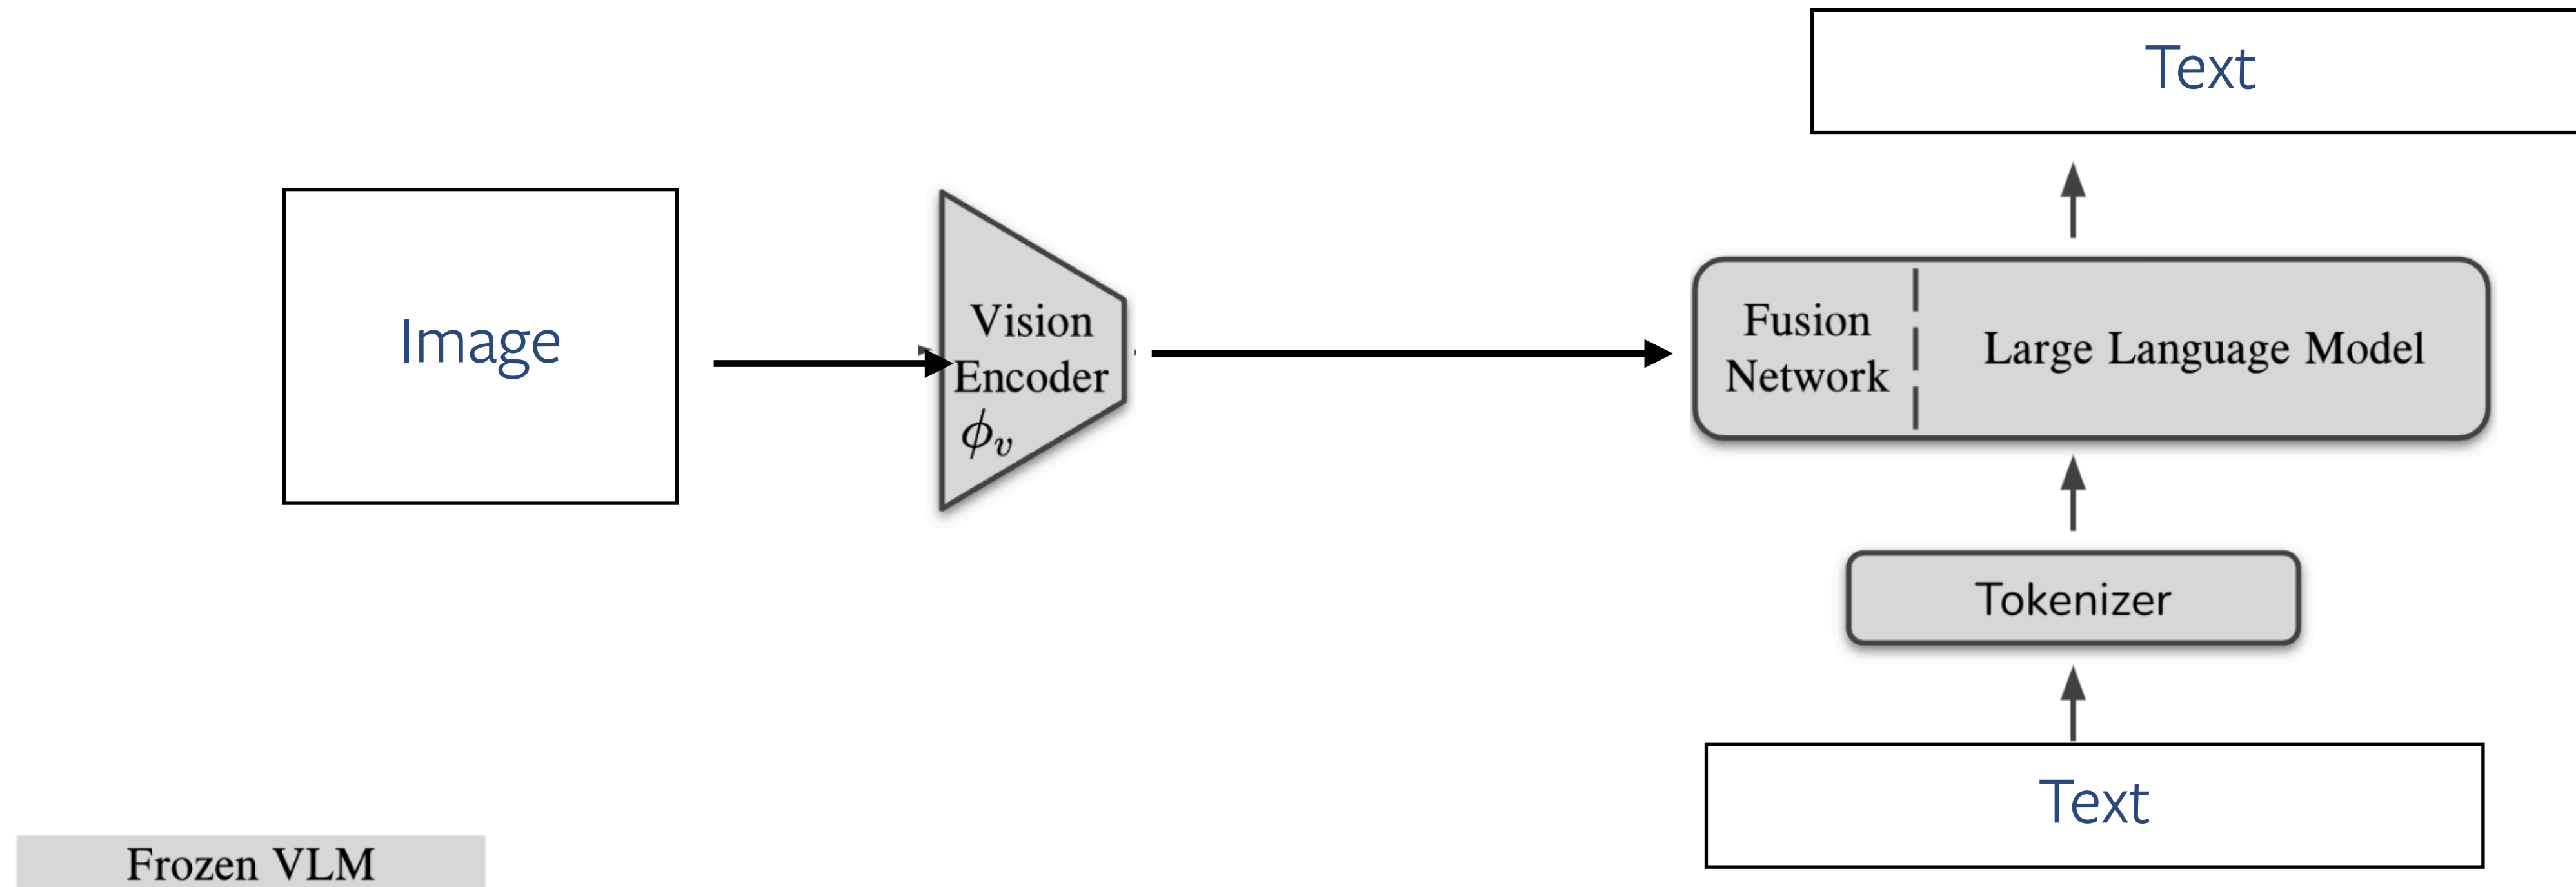 Text
Image
Vision
Encoder
ϕᵥ
Fusion
Network
Large Language Model
Tokenizer
Text
Frozen VLM